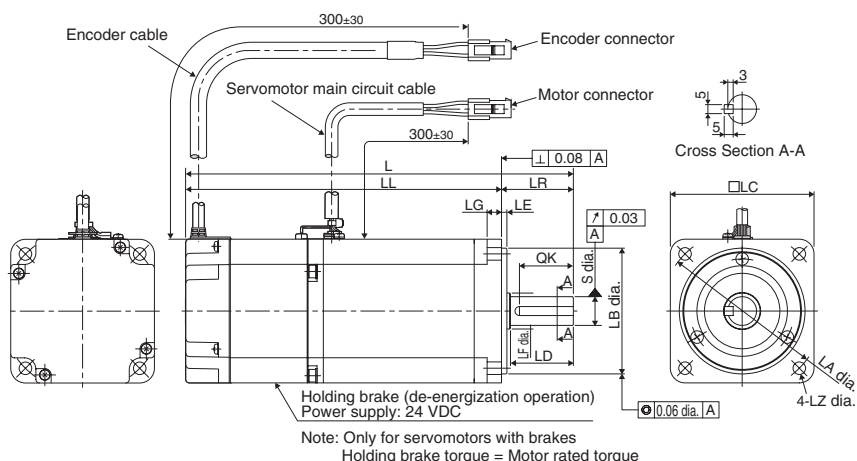 300±30
Encoder cable
Encoder connector
Servomotor main circuit cable
Motor connector
300±30
3
5
5
Cross Section A-A
⊥ 0.08 A
L
LL
LR
LG
LE
□LC
↗ 0.03
A
QK
A
S dia.
LB dia.
A
LF dia.
LD
LA dia.
4-LZ dia.
◎ 0.06 dia. A
Holding brake (de-energization operation)
Power supply: 24 VDC
Note: Only for servomotors with brakes
Holding brake torque = Motor rated torque